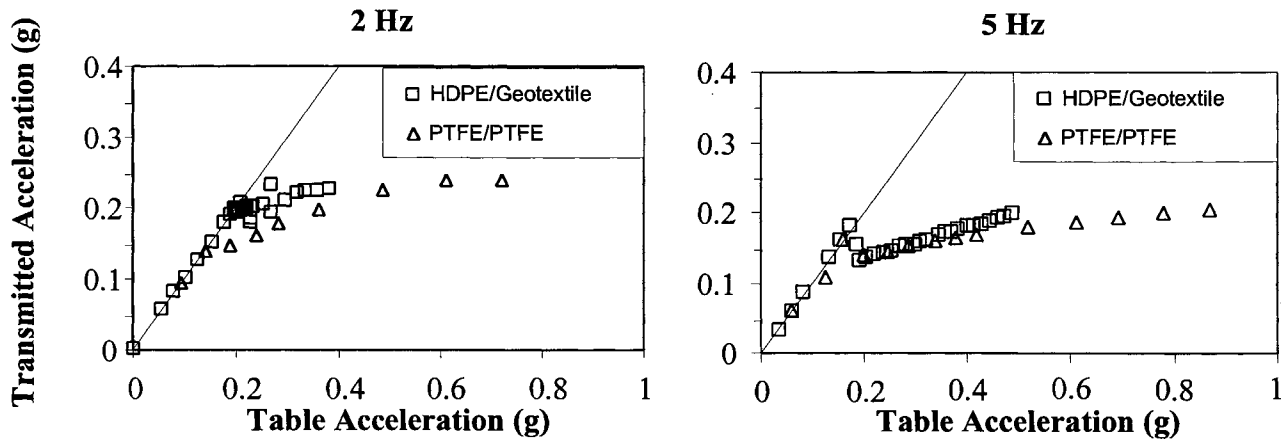 2 Hz
Transmitted Acceleration (g)
0.4
0.3
0.2
0.1
0
HDPE/Geotextile
PTFE/PTFE
0 0.2 0.4 0.6 0.8 1
Table Acceleration (g)
5 Hz
0.4
0.3
0.2
0.1
0
HDPE/Geotextile
PTFE/PTFE
0 0.2 0.4 0.6 0.8 1
Table Acceleration (g)